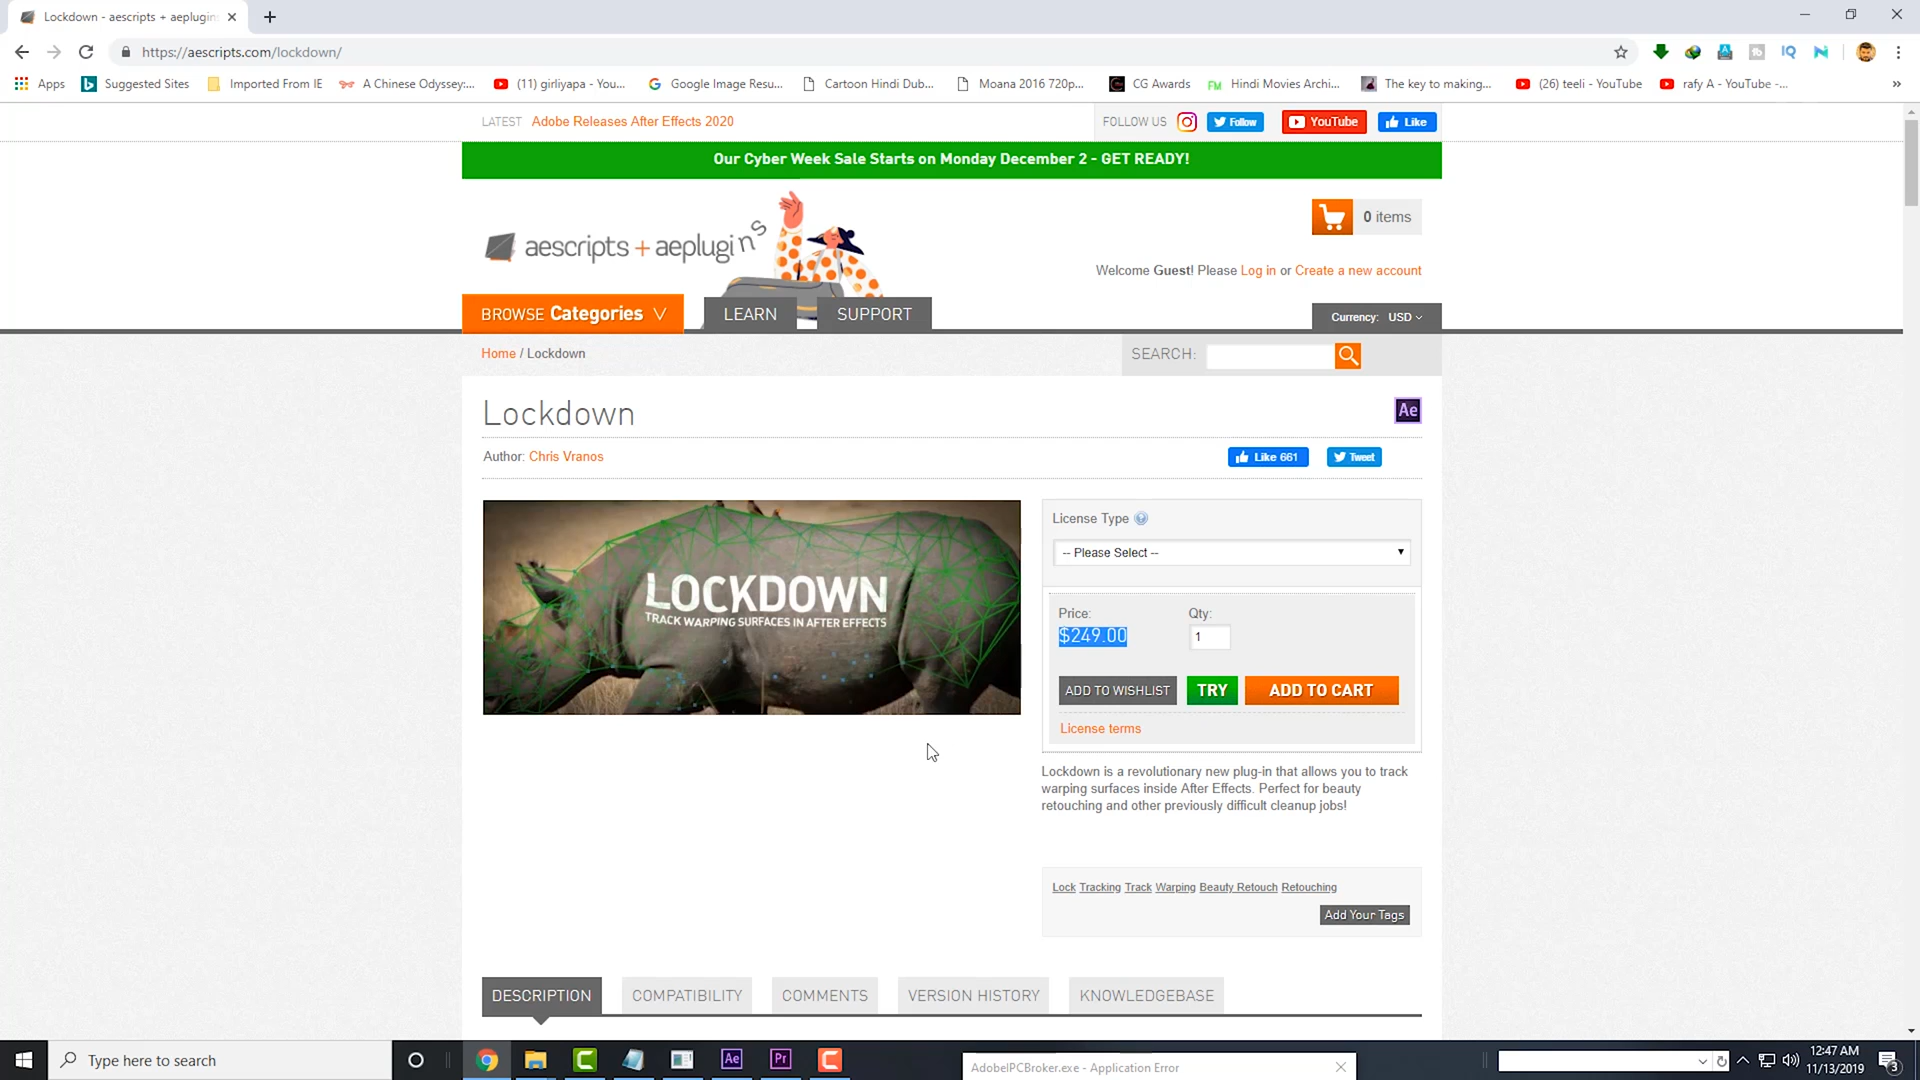 Lockdown - aescripts + aeplugin
https://aescripts.com/lockdown/
Apps
Suggested Sites
Imported From IE
A Chinese Odyssey:...
(11) girliyapa - You...
Google Image Resu...
Cartoon Hindi Dub...
Moana 2016 720p...
CG Awards
Hindi Movies Archi...
The key to making...
(26) teeli - YouTube
rafy A - YouTube -...
LATEST Adobe Releases After Effects 2020
FOLLOW US Follow YouTube Like
Our Cyber Week Sale Starts on Monday December 2 - GET READY!
aescripts + aeplugins
0 items
Welcome Guest! Please Log in or Create a new account
BROWSE Categories
LEARN
SUPPORT
Currency: USD
Home / Lockdown
SEARCH:
Lockdown
Ae
Author: Chris Vranos
Like 661
Tweet
LOCKDOWN
TRACK WARPING SURFACES IN AFTER EFFECTS
License Type
-- Please Select --
Price:
Qty:
$249.00
1
ADD TO WISHLIST
TRY
ADD TO CART
License terms
Lockdown is a revolutionary new plug-in that allows you to track
warping surfaces inside After Effects. Perfect for beauty
retouching and other previously difficult cleanup jobs!
Lock Tracking Track Warping Beauty Retouch Retouching
Add Your Tags
DESCRIPTION
COMPATIBILITY
COMMENTS
VERSION HISTORY
KNOWLEDGEBASE
Type here to search
Ae
Pr
AdobeIPCBroker.exe - Application Error
12:47 AM
11/13/2019
3